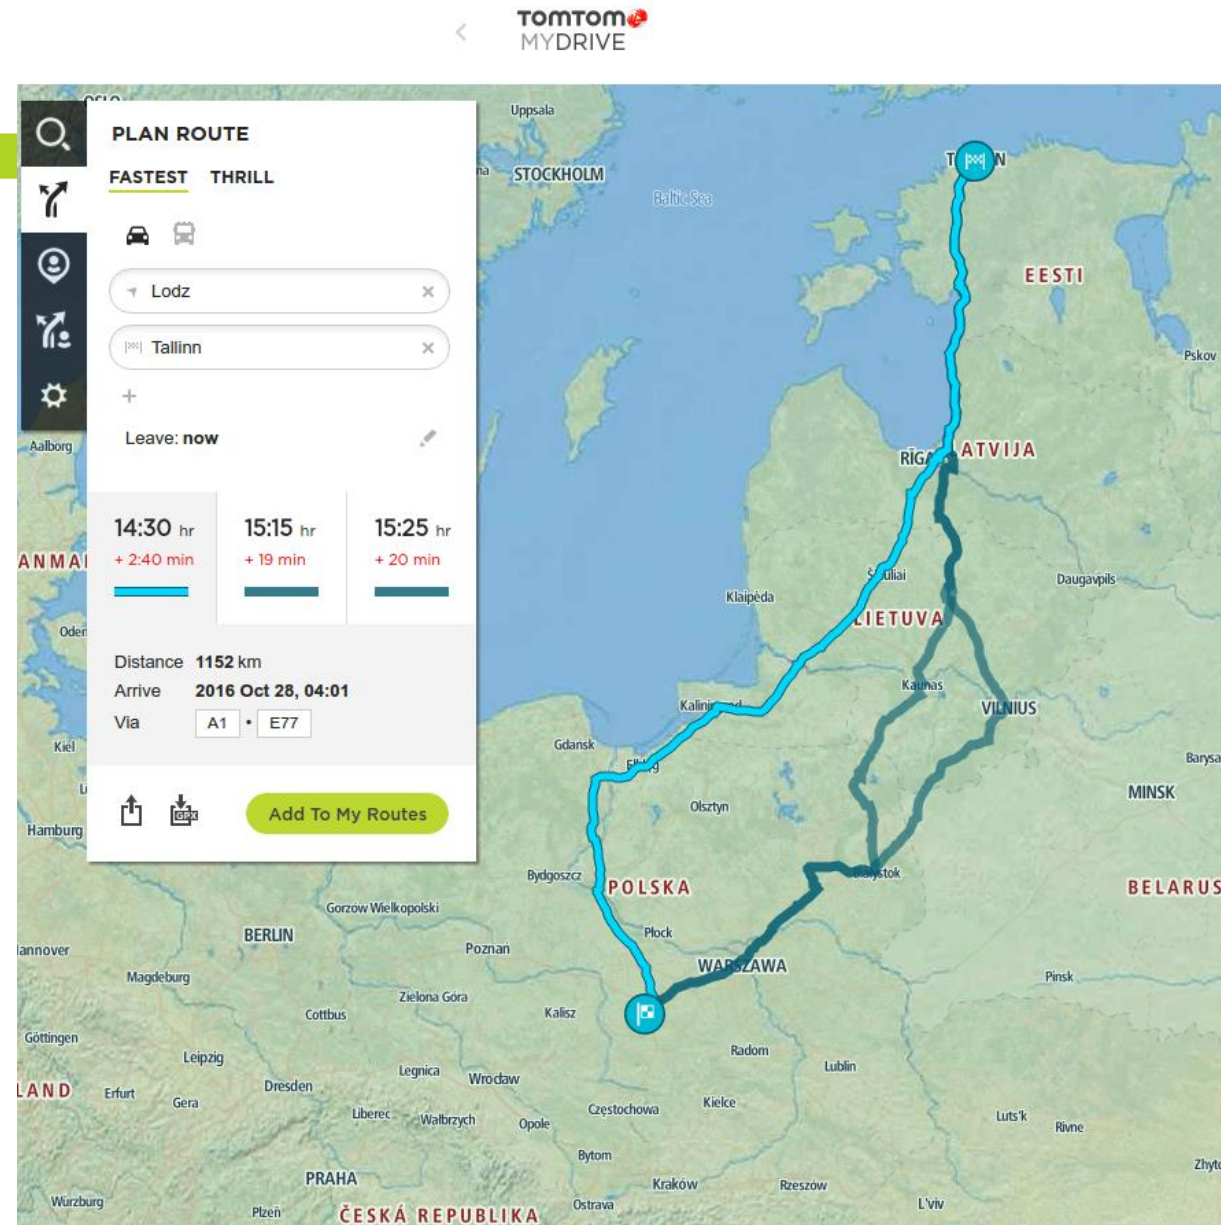 TOMTOM
MYDRIVE
PLAN ROUTE
FASTEST THRILL
Lodz
Tallinn
Leave: now
14:30 hr
+ 2:40 min
15:15 hr
+ 19 min
15:25 hr
+ 20 min
Distance 1152 km
Arrive 2016 Oct 28, 04:01
Via A1 • E77
GPX
Add To My Routes
Uppsala
STOCKHOLM
Baltic Sea
EESTI
Pskov
Aalborg
RĪGA
LATVIJA
Daugavpils
Klaipėda
LIETUVA
Kaunas
VILNIUS
Kiel
Gdansk
Barysa
MINSK
Olsztyn
Hamburg
Bydgoszcz
POLSKA
BELARUS
Gorzów Wielkopolski
BERLIN
Płock
Poznań
WARSZAWA
Magdeburg
Pinsk
Zielona Góra
Kalisz
Cottbus
Göttingen
Radom
Leipzig
Lublin
Legnica
Wrocław
Dresden
LAND
Erfurt
Gera
Liberec
Wałbrzych
Opole
Częstochowa
Kielce
Luts'k
Rivne
Bytom
PRAHA
Kraków
Rzeszów
Würzburg
Plzeň
ČESKÁ REPUBLIKA
Ostrava
L'viv